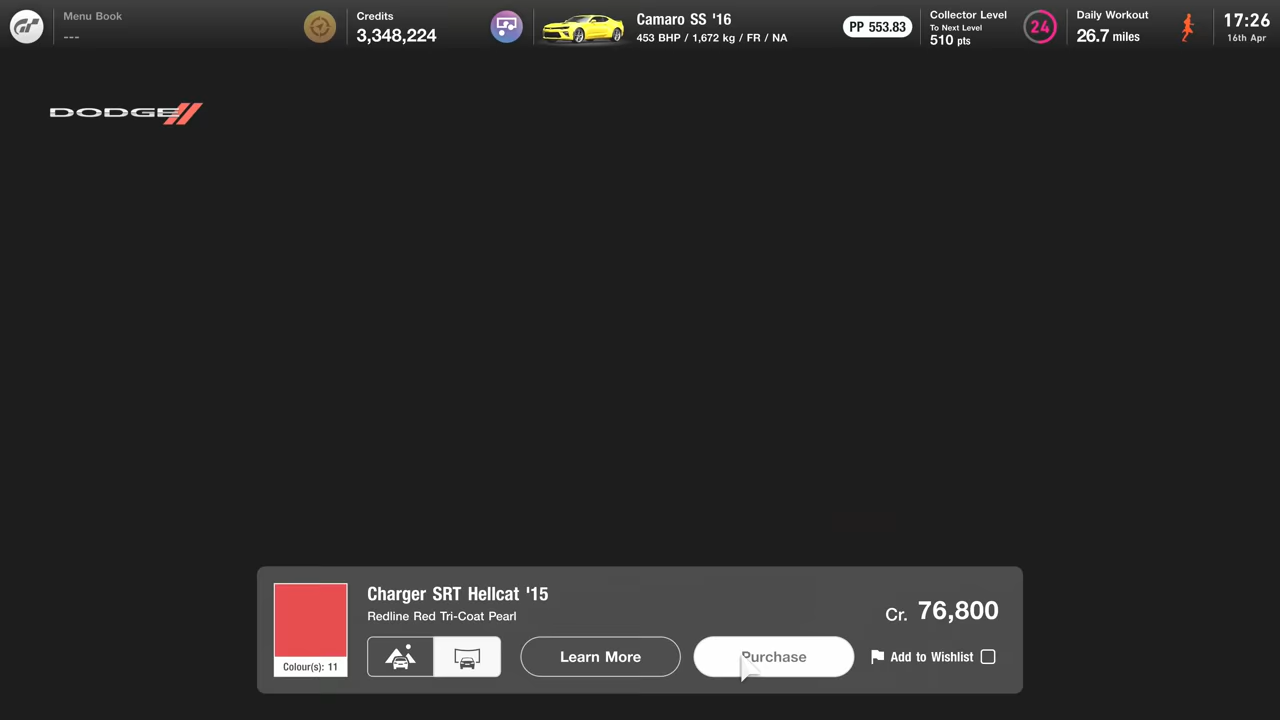 Menu Book
---
Credits
3,348,224
Camaro SS '16
453 BHP / 1,672 kg / FR / NA
PP 553.83
Collector Level
To Next Level
510 pts
24
Daily Workout
26.7 miles
17:26
16th Apr
DODGE
Charger SRT Hellcat '15
Redline Red Tri-Coat Pearl
Colour(s): 11
Learn More
Purchase
Cr. 76,800
Add to Wishlist